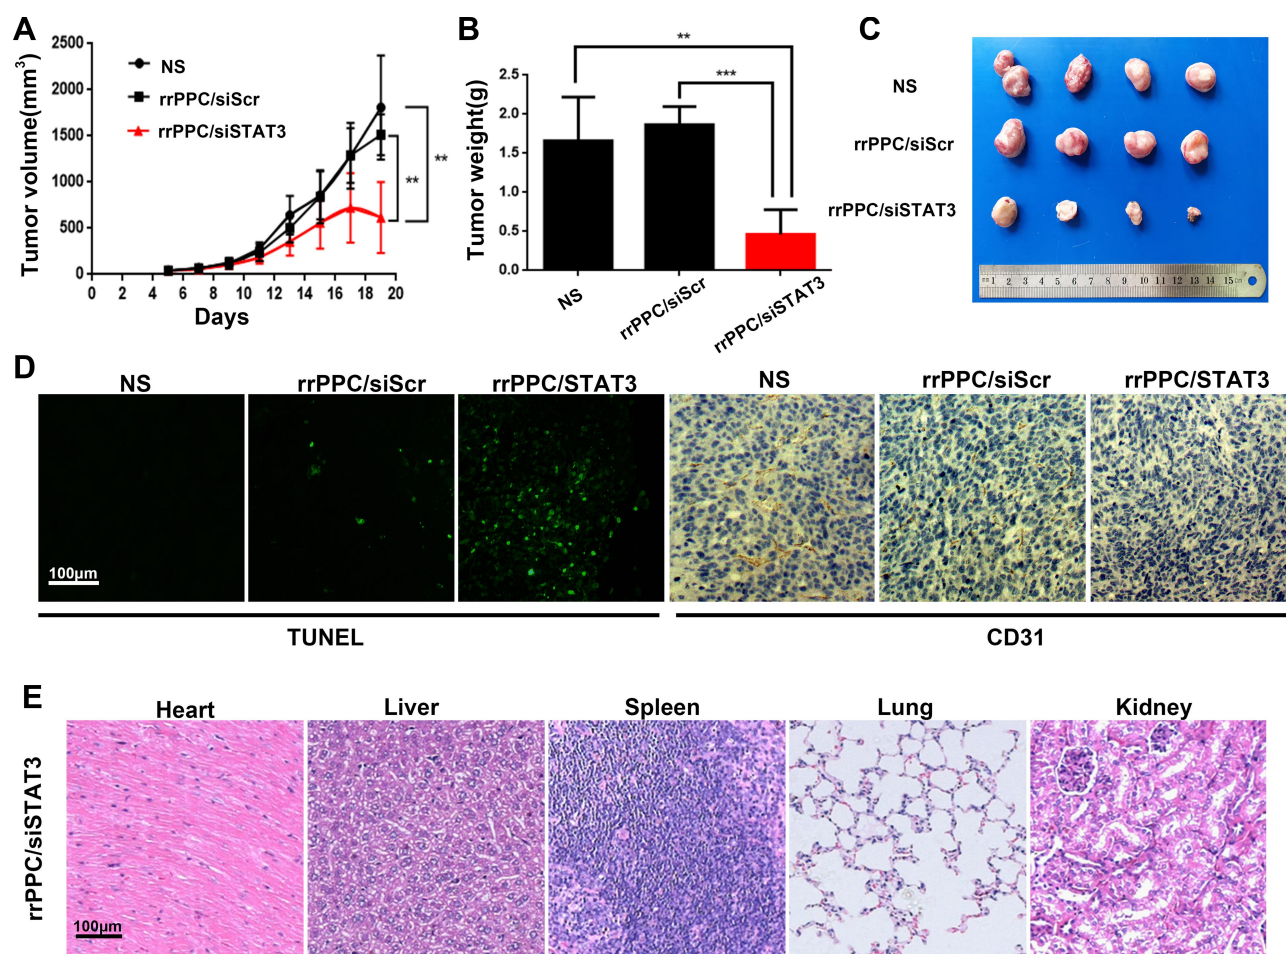 A
Tumor volume(mm3)
2500
2000
1500
1000
500
0
NS
rrPPC/siScr
rrPPC/siSTAT3
**
**
0 2 4 6 8 10 12 14 16 18 20
Days
B
Tumor weight(g)
2.5
2.0
1.5
1.0
0.5
0.0
**
***
NS
rrPPC/siScr
rrPPC/siSTAT3
C
NS
rrPPC/siScr
rrPPC/siSTAT3
1 2 3 4 5 6 7 8 9 10 11 12 13 14 15 cm
D
NS rrPPC/siScr rrPPC/STAT3 NS rrPPC/siScr rrPPC/STAT3
100μm
TUNEL CD31
E
Heart Liver Spleen Lung Kidney
rrPPC/siSTAT3
100μm